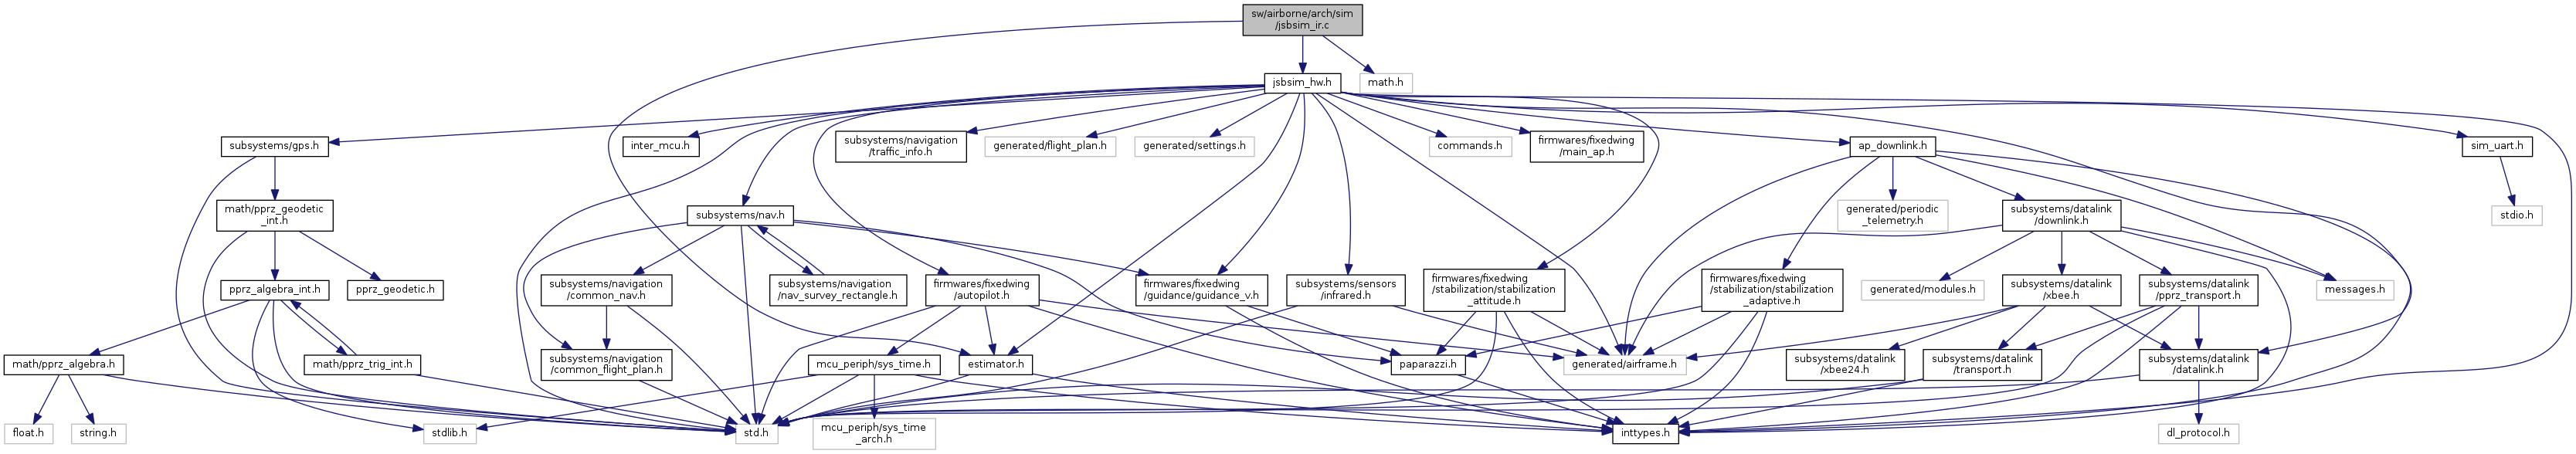 sw/airborne/arch/sim
/jsbsim_ir.c
jsbsim_hw.h
math.h
subsystems/gps.h
inter_mcu.h
subsystems/navigation
/traffic_info.h
generated/flight_plan.h
generated/settings.h
commands.h
firmwares/fixedwing
/main_ap.h
ap_downlink.h
sim_uart.h
math/pprz_geodetic
_int.h
subsystems/nav.h
generated/periodic
_telemetry.h
subsystems/datalink
/downlink.h
stdio.h
pprz_algebra_int.h
pprz_geodetic.h
subsystems/navigation
/common_nav.h
subsystems/navigation
/nav_survey_rectangle.h
firmwares/fixedwing
/autopilot.h
firmwares/fixedwing
/guidance/guidance_v.h
subsystems/sensors
/infrared.h
firmwares/fixedwing
/stabilization/stabilization
_attitude.h
firmwares/fixedwing
/stabilization/stabilization
_adaptive.h
generated/modules.h
subsystems/datalink
/xbee.h
subsystems/datalink
/pprz_transport.h
messages.h
math/pprz_algebra.h
math/pprz_trig_int.h
subsystems/navigation
/common_flight_plan.h
mcu_periph/sys_time.h
estimator.h
paparazzi.h
generated/airframe.h
subsystems/datalink
/xbee24.h
subsystems/datalink
/transport.h
subsystems/datalink
/datalink.h
float.h
string.h
stdlib.h
std.h
mcu_periph/sys_time
_arch.h
inttypes.h
dl_protocol.h